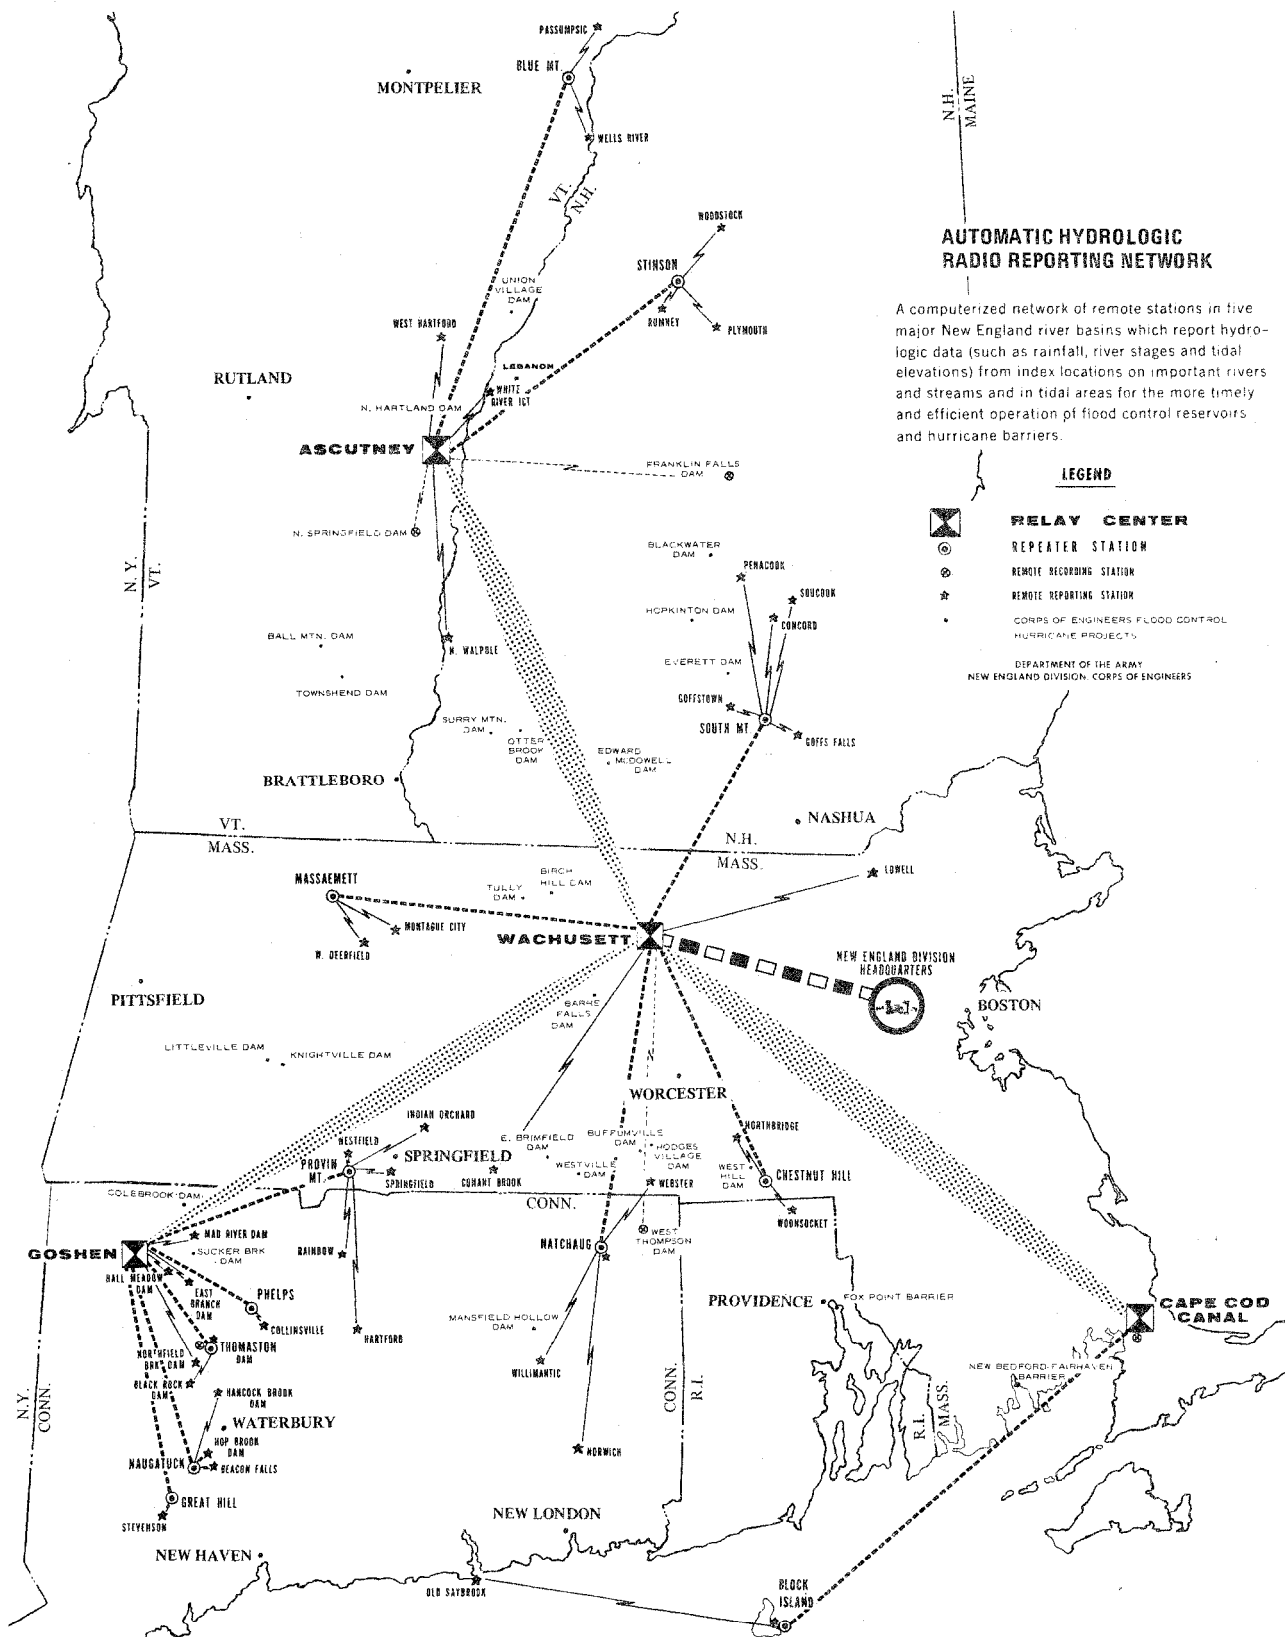 PASSUMPSIC
BLUE MT.
MONTPELIER
WELLS RIVER
N.H.
MAINE
VT.
N.H.
WOODSTOCK
STINSON
RUMNEY
PLYMOUTH
AUTOMATIC HYDROLOGIC
RADIO REPORTING NETWORK
A computerized network of remote stations in five
major New England river basins which report hydro-
logic data (such as rainfall, river stages and tidal
elevations) from index locations on important rivers
and streams and in tidal areas for the more timely
and efficient operation of flood control reservoirs
and hurricane barriers.
UNION
VILLAGE
DAM
WEST HARTFORD
LEBANON
WHITE
RIVER JCT
RUTLAND
N. HARTLAND DAM
ASCUTNEY
FRANKLIN FALLS
DAM
N. SPRINGFIELD DAM
LEGEND
RELAY CENTER
REPEATER STATION
REMOTE RECORDING STATION
REMOTE REPORTING STATION
CORPS OF ENGINEERS FLOOD CONTROL
HURRICANE PROJECTS
DEPARTMENT OF THE ARMY
NEW ENGLAND DIVISION. CORPS OF ENGINEERS
N.Y.
VT.
BLACKWATER
DAM
PENACOOK
SOUCOOK
HOPKINTON DAM
CONCORD
BALL MTN. DAM
N. WALPOLE
EVERETT DAM
TOWNSHEND DAM
GOFFSTOWN
SOUTH MT
GOFFS FALLS
SURRY MTN.
DAM
OTTER
BROOK
DAM
EDWARD
McDOWELL
DAM
BRATTLEBORO
NASHUA
VT.
MASS.
N.H.
MASS.
LOWELL
MASSAEMETT
BIRCH
HILL DAM
TULLY
DAM
MONTAGUE CITY
W. DEERFIELD
WACHUSETT
NEW ENGLAND DIVISION
HEADQUARTERS
BOSTON
PITTSFIELD
BARRE
FALLS
DAM
LITTLEVILLE DAM
KNIGHTVILLE DAM
WORCESTER
INDIAN ORCHARD
WESTFIELD
PROVIN
MT.
SPRINGFIELD
SPRINGFIELD
E. BRIMFIELD
DAM
CONANT BROOK
WESTVILLE
DAM
BUFFUMVILLE
DAM
HODGES
VILLAGE
DAM
WEBSTER
NORTHBRIDGE
WEST
HILL
DAM
CHESTNUT HILL
WOONSOCKET
CONN.
COLEBROOK DAM
MAD RIVER DAM
GOSHEN
SUCKER BRK
DAM
HALL MEADOW
DAM
EAST
BRANCH
DAM
PHELPS
COLLINSVILLE
RAINBOW
HARTFORD
NATCHAUG
WEST
THOMPSON
DAM
MANSFIELD HOLLOW
DAM
WILLIMANTIC
PROVIDENCE
FOX POINT BARRIER
CAPE COD
CANAL
NEW BEDFORD-FAIRHAVEN
BARRIER
THOMASTON
DAM
NORTHFIELD
BRK DAM
BLACK ROCK
DAM
HANCOCK BROOK
DAM
WATERBURY
HOP BROOK
DAM
NAUGATUCK
BEACON FALLS
GREAT HILL
STEVENSON
N.Y.
CONN.
CONN.
R.I.
R.I.
MASS.
NORWICH
NEW LONDON
NEW HAVEN
OLD SAYBROOK
BLOCK
ISLAND